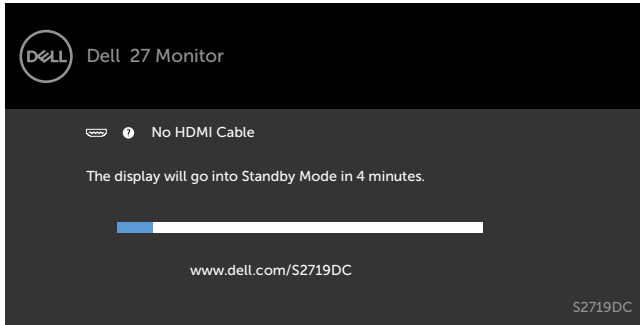 DELL
Dell 27 Monitor
? No HDMI Cable
The display will go into Standby Mode in 4 minutes.
www.dell.com/S2719DC
S2719DC